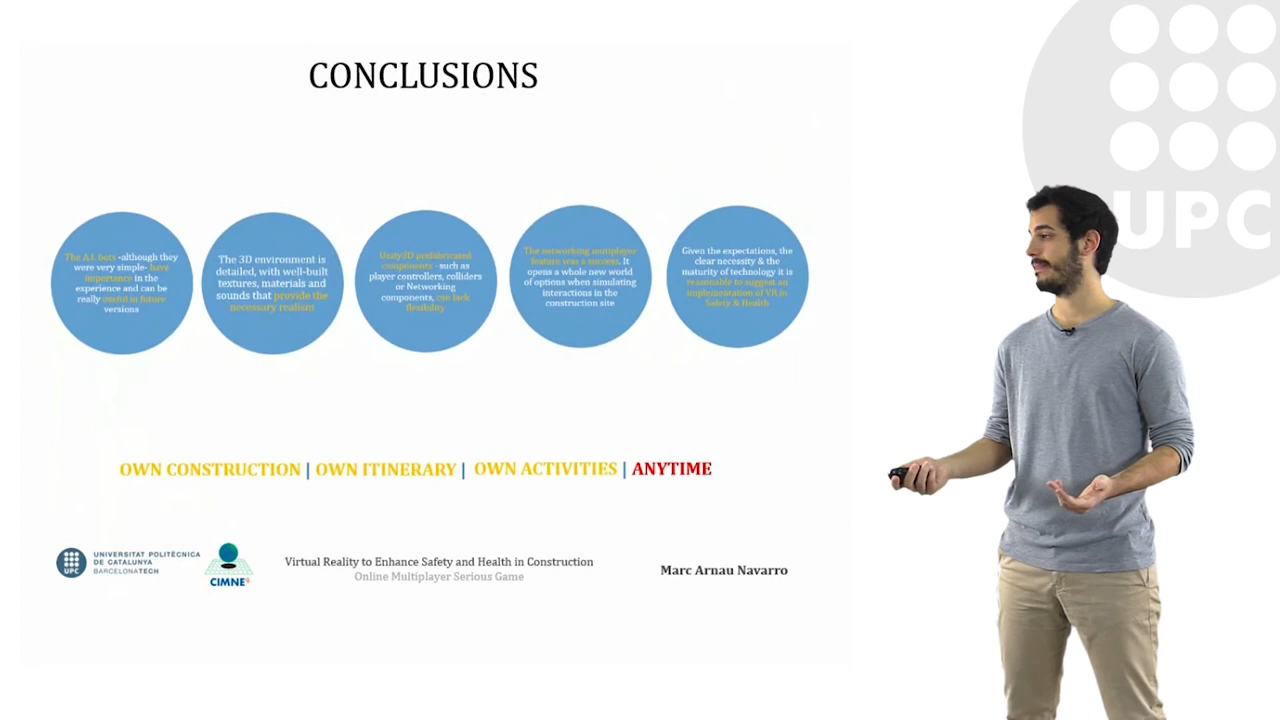 CONCLUSIONS
The A.I. bots -although they
were very simple- have
importance in the
experience and can be
really useful in future
versions
The 3D environment is
detailed, with well-built
textures, materials and
sounds that provide the
necessary realism
Unity3D prefabricated
components - such as
player controllers, colliders
or Networking
components, can lack
flexibility
The networking multiplayer
feature was a success. It
opens a whole new world
of options when simulating
interactions in the
construction site
Given the expectations, the
clear necessity & the
maturity of technology it is
reasonable to suggest an
implementation of VR in
Safety & Health
OWN CONSTRUCTION | OWN ITINERARY | OWN ACTIVITIES | ANYTIME
UPC
UNIVERSITAT POLITÈCNICA
DE CATALUNYA
BARCELONATECH
CIMNE
Virtual Reality to Enhance Safety and Health in Construction
Online Multiplayer Serious Game
Marc Arnau Navarro
UPC